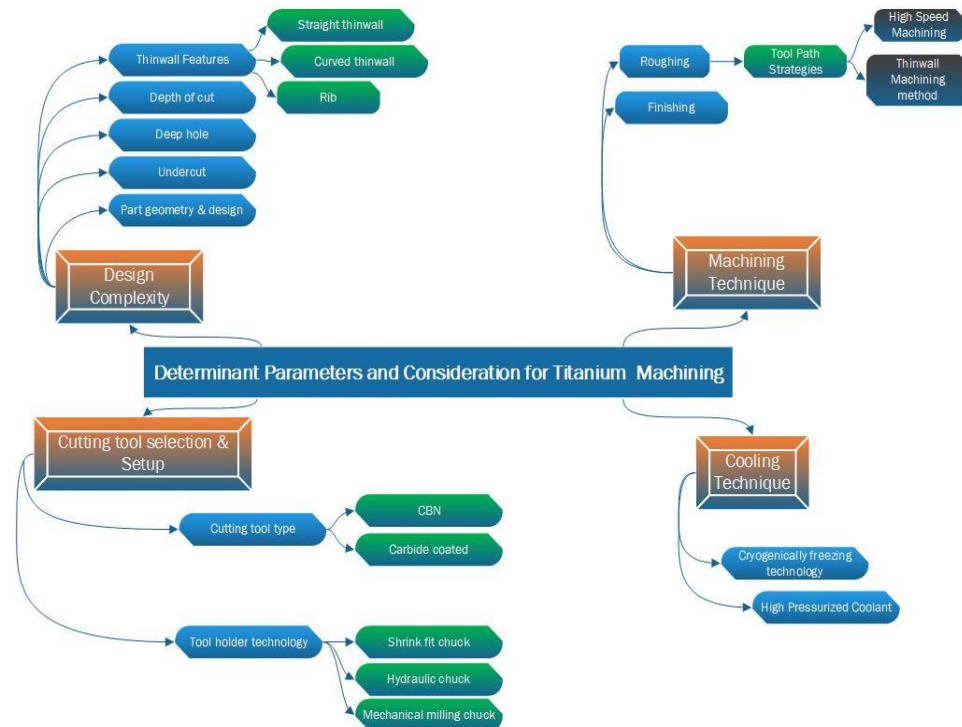 Straight thinwall
Thinwall Features
Curved thinwall
Rib
Depth of cut
Deep hole
Undercut
Part geometry & design
Design
Complexity
High Speed
Machining
Roughing
Tool Path
Strategies
Thinwall
Machining
method
Finishing
Machining
Technique
Determinant Parameters and Consideration for Titanium Machining
Cutting tool selection &
Setup
Cutting tool type
CBN
Carbide coated
Tool holder technology
Shrink fit chuck
Hydraulic chuck
Mechanical milling chuck
Cooling
Technique
Cryogenically freezing
technology
High Pressurized Coolant